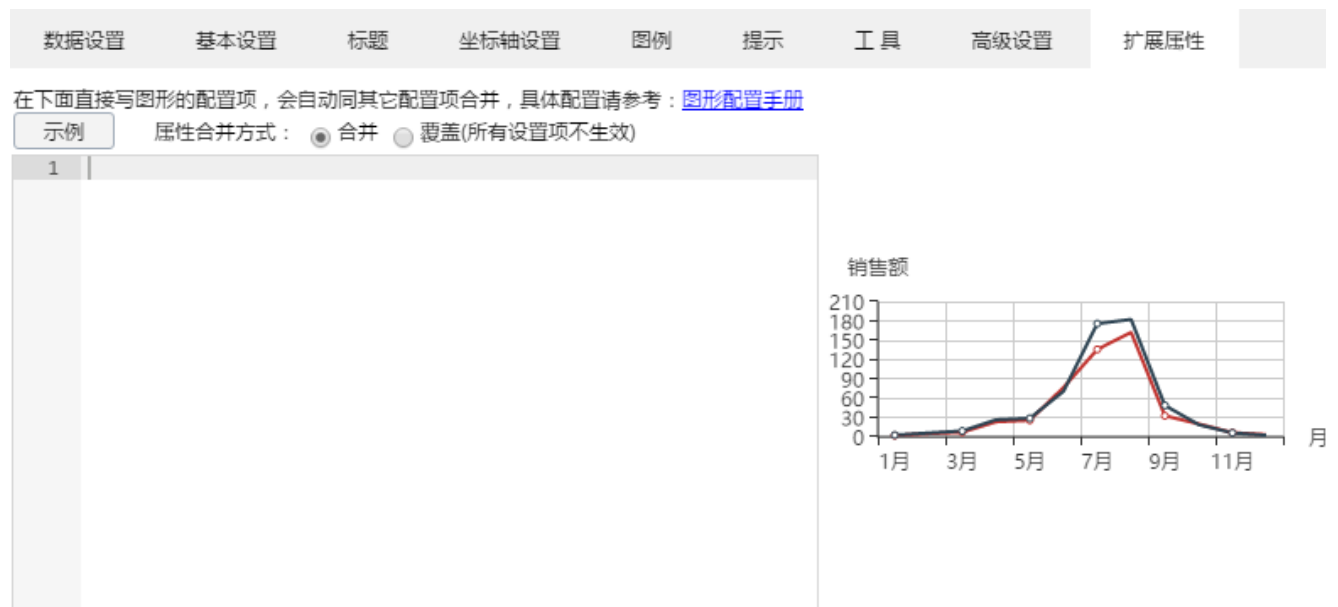 数据设置 基本设置 标题 坐标轴设置 图例 提示 工 具 高级设置 扩展属性
在下面直接写图形的配置项，会自动同其它配置项合并，具体配置请参考：图形配置手册
示例 属性合并方式： 合并 覆盖(所有设置项不生效)
1
销售额
210
180
150
120
90
60
30
0
月
1月 3月 5月 7月 9月 11月